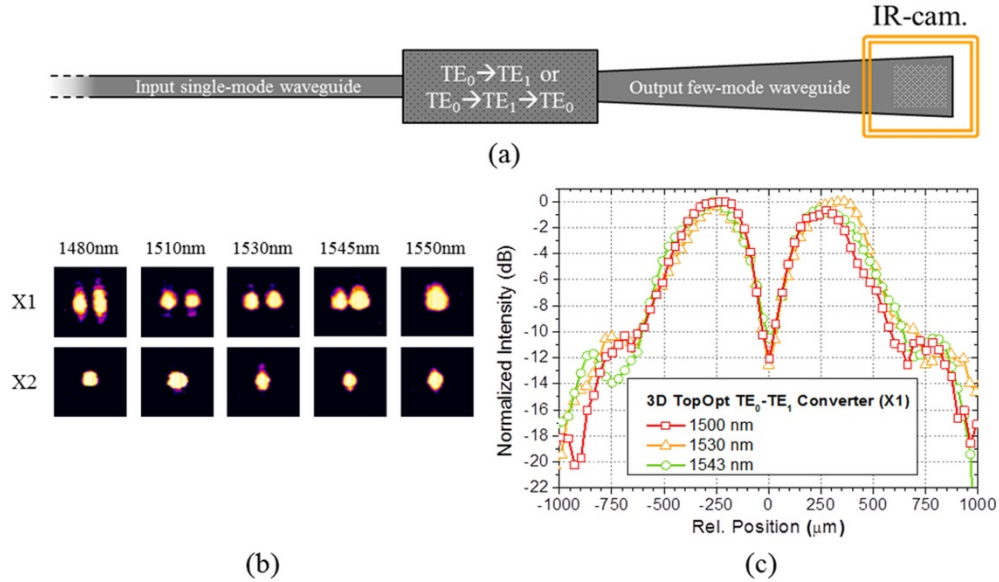 IR-cam.
Input single-mode waveguide
TE₀→TE₁ or
TE₀→TE₁→TE₀
Output few-mode waveguide
(a)
1480nm 1510nm 1530nm 1545nm 1550nm
X1
X2
(b)
Normalized Intensity (dB)
0
-2
-4
-6
-8
-10
-12
-14
-16
-18
-20
-22
3D TopOpt TE₀-TE₁ Converter (X1)
1500 nm
1530 nm
1543 nm
-1000 -750 -500 -250 0 250 500 750 1000
Rel. Position (μm)
(c)